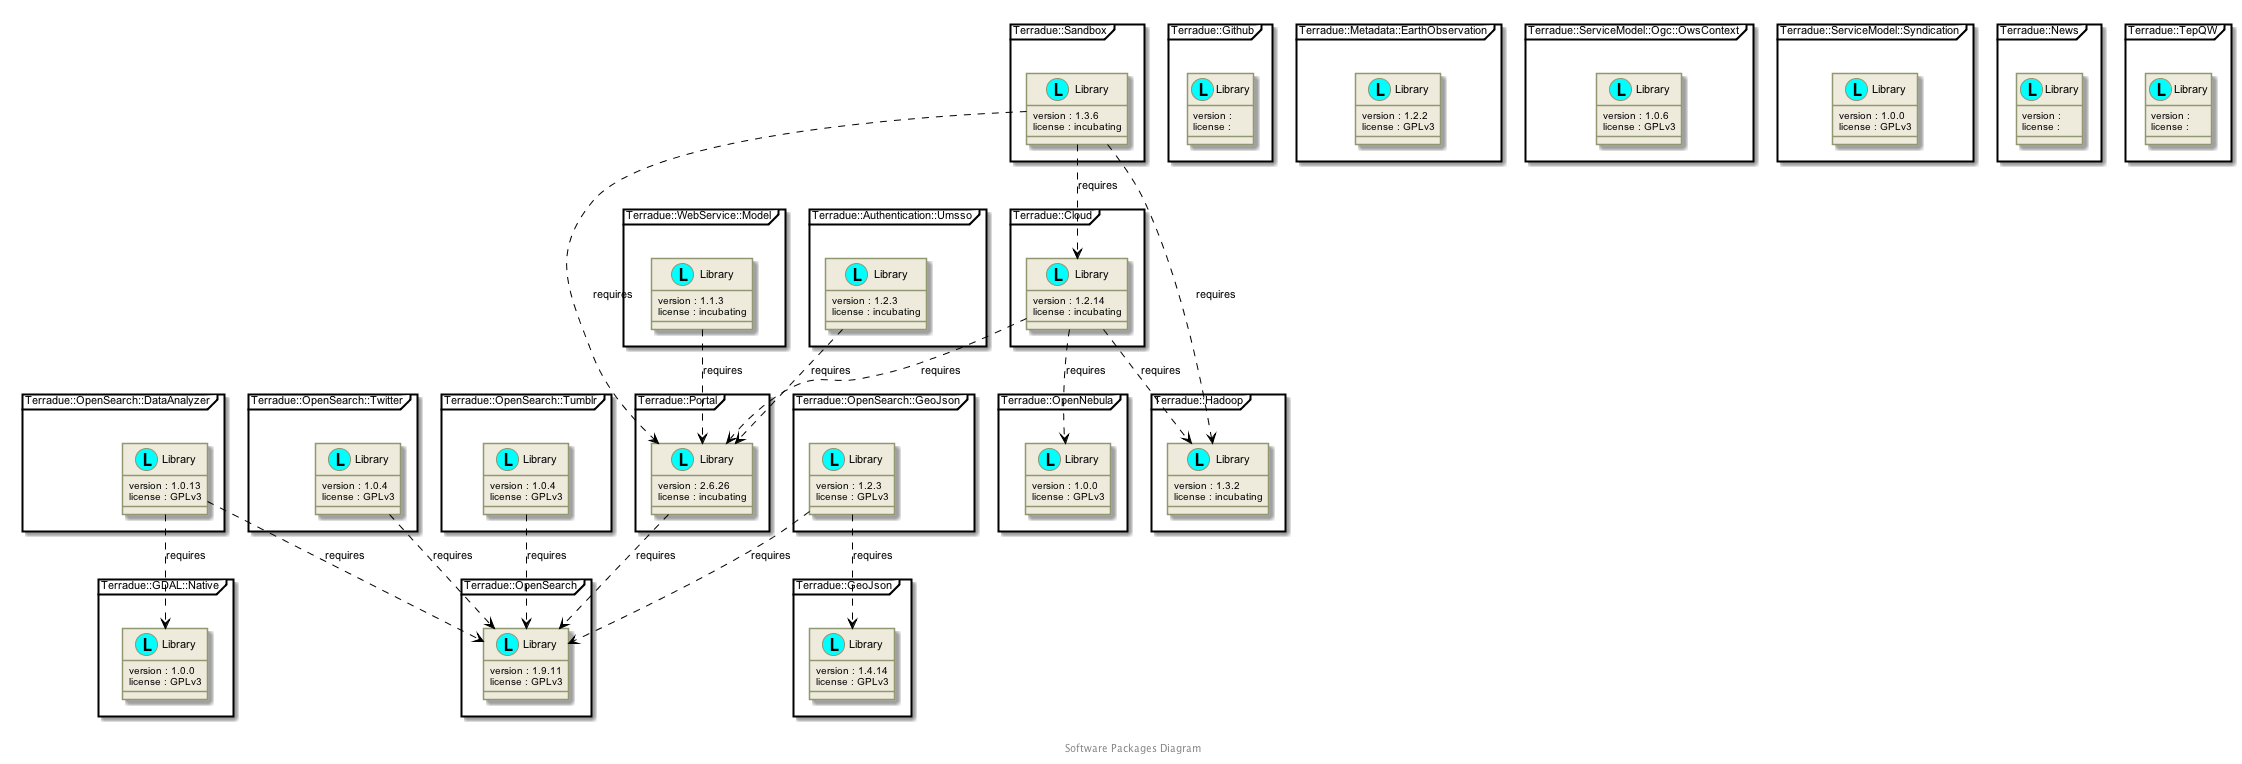 Terradue::Sandbox
L Library
version : 1.3.6
license : incubating
Terradue::Github
L Library
version :
license :
Terradue::Metadata::EarthObservation
L Library
version : 1.2.2
license : GPLv3
Terradue::ServiceModel::Ogc::OwsContext
L Library
version : 1.0.6
license : GPLv3
Terradue::ServiceModel::Syndication
L Library
version : 1.0.0
license : GPLv3
Terradue::News
L Library
version :
license :
Terradue::TepQW
L Library
version :
license :
requires
Terradue::WebService::Model
L Library
version : 1.1.3
license : incubating
Terradue::Authentication::Umsso
L Library
version : 1.2.3
license : incubating
Terradue::Cloud
L Library
version : 1.2.14
license : incubating
requires
requires
requires
requires
requires
requires
requires
Terradue::OpenSearch::DataAnalyzer
L Library
version : 1.0.13
license : GPLv3
Terradue::OpenSearch::Twitter
L Library
version : 1.0.4
license : GPLv3
Terradue::OpenSearch::Tumblr
L Library
version : 1.0.4
license : GPLv3
Terradue::Portal
L Library
version : 2.6.26
license : incubating
Terradue::OpenSearch::GeoJson
L Library
version : 1.2.3
license : GPLv3
Terradue::OpenNebula
L Library
version : 1.0.0
license : GPLv3
Terradue::Hadoop
L Library
version : 1.3.2
license : incubating
requires
requires
requires
requires
requires
requires
requires
Terradue::GDAL::Native
L Library
version : 1.0.0
license : GPLv3
Terradue::OpenSearch
L Library
version : 1.9.11
license : GPLv3
Terradue::GeoJson
L Library
version : 1.4.14
license : GPLv3
Software Packages Diagram